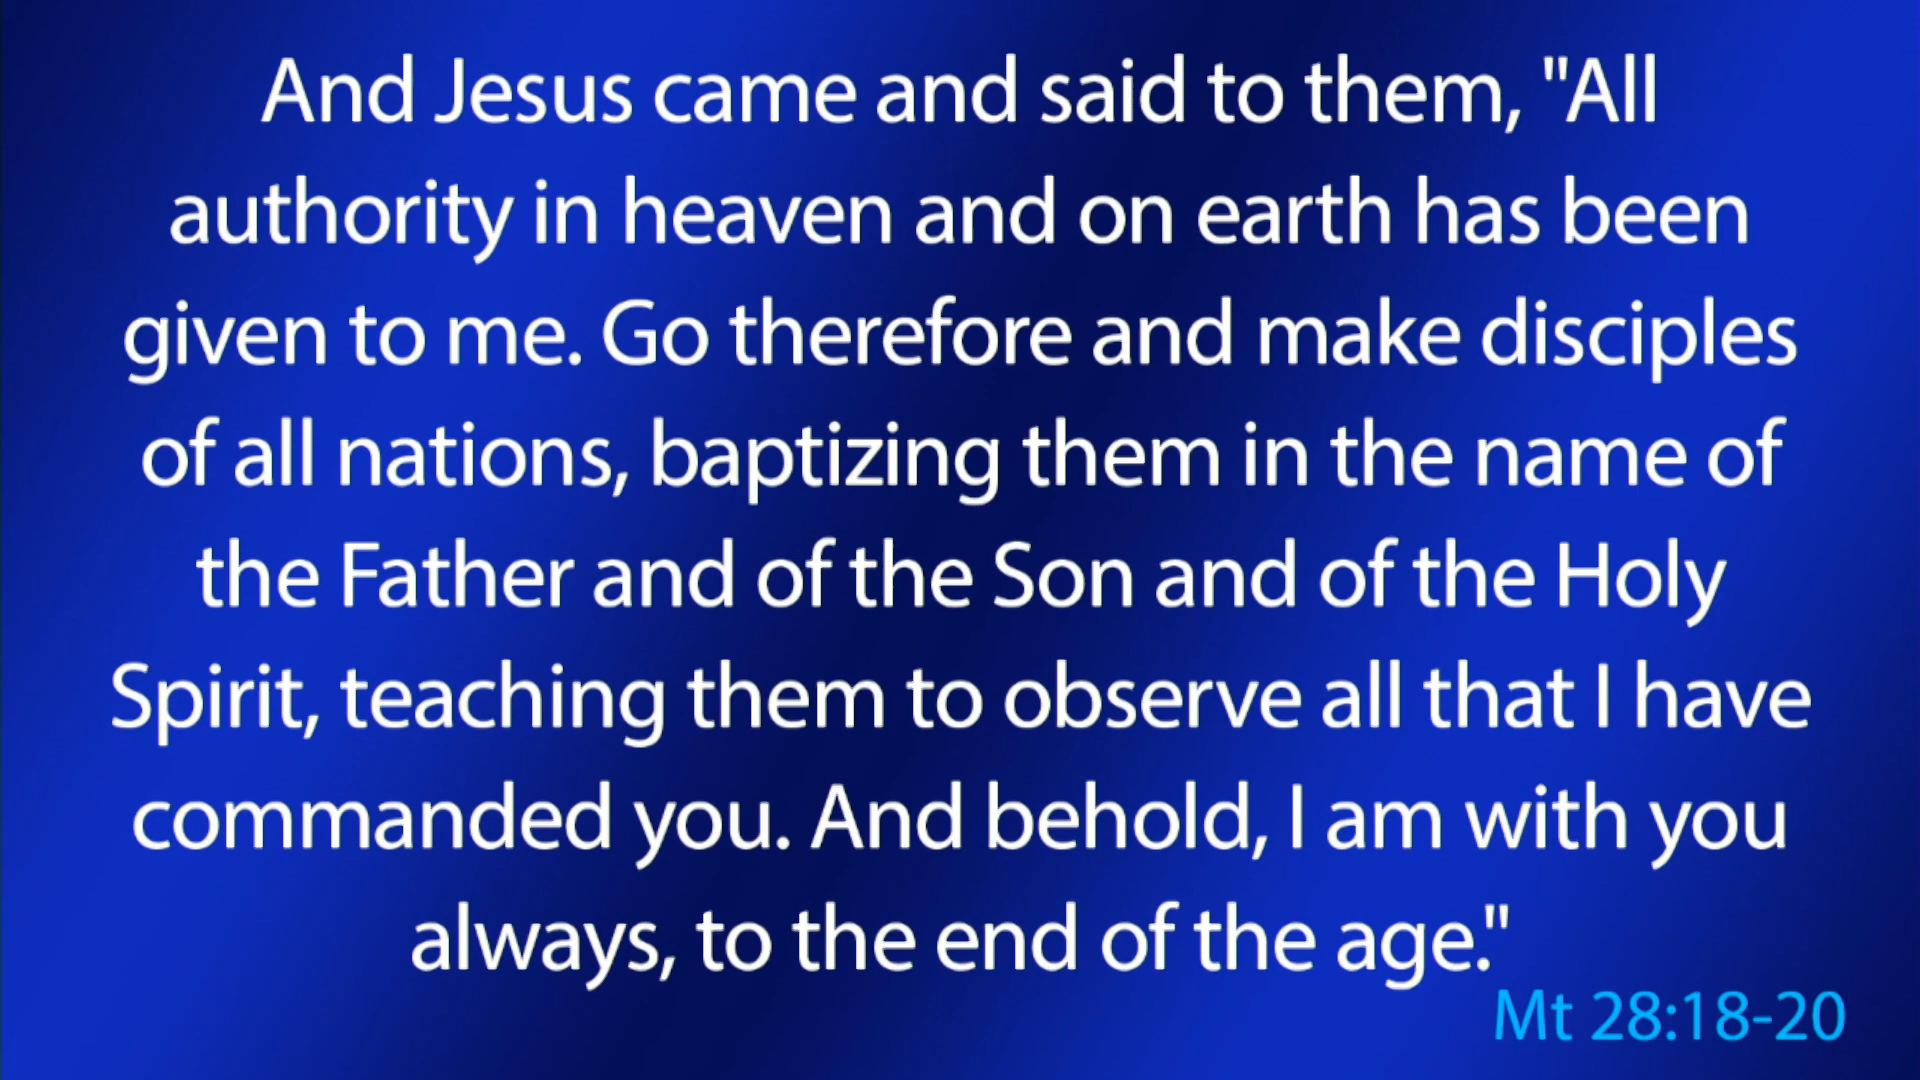 And Jesus came and said to them, "All
authority in heaven and on earth has been
given to me. Go therefore and make disciples
of all nations, baptizing them in the name of
the Father and of the Son and of the Holy
Spirit, teaching them to observe all that I have
commanded you. And behold, I am with you
always, to the end of the age."
Mt 28:18-20